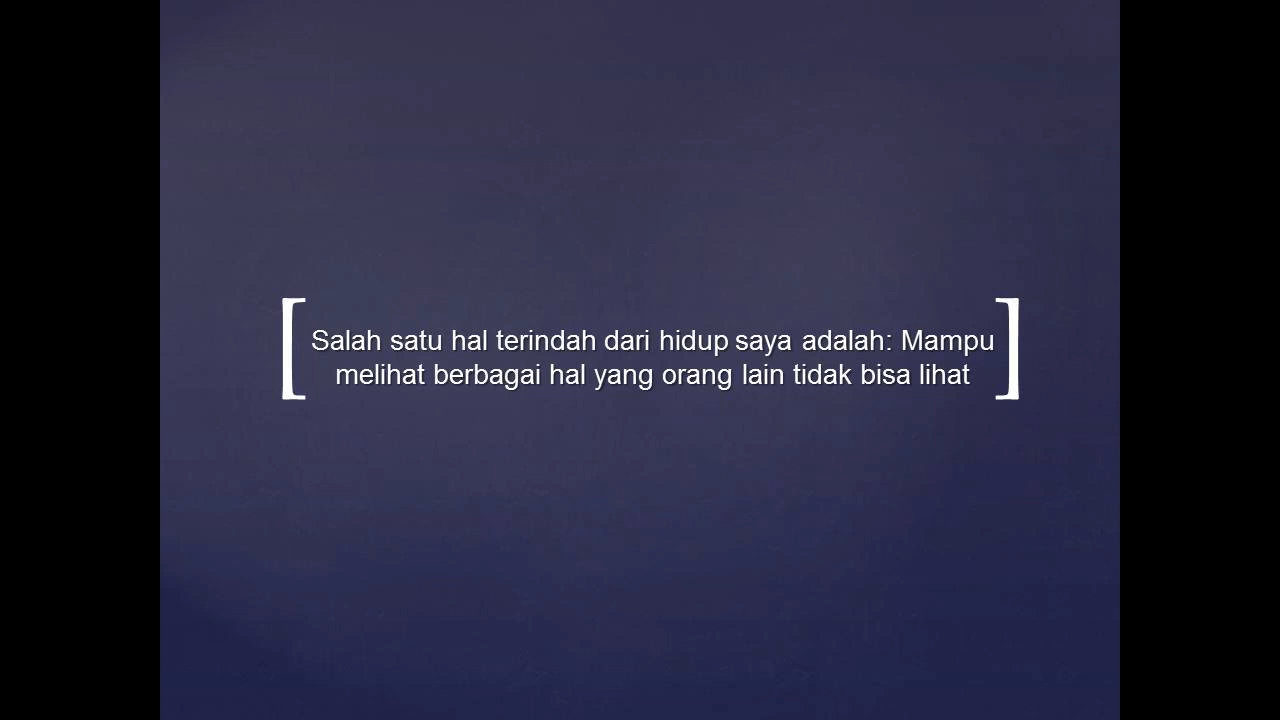 Salah satu hal terindah dari hidup saya adalah: Mampu
melihat berbagai hal yang orang lain tidak bisa lihat